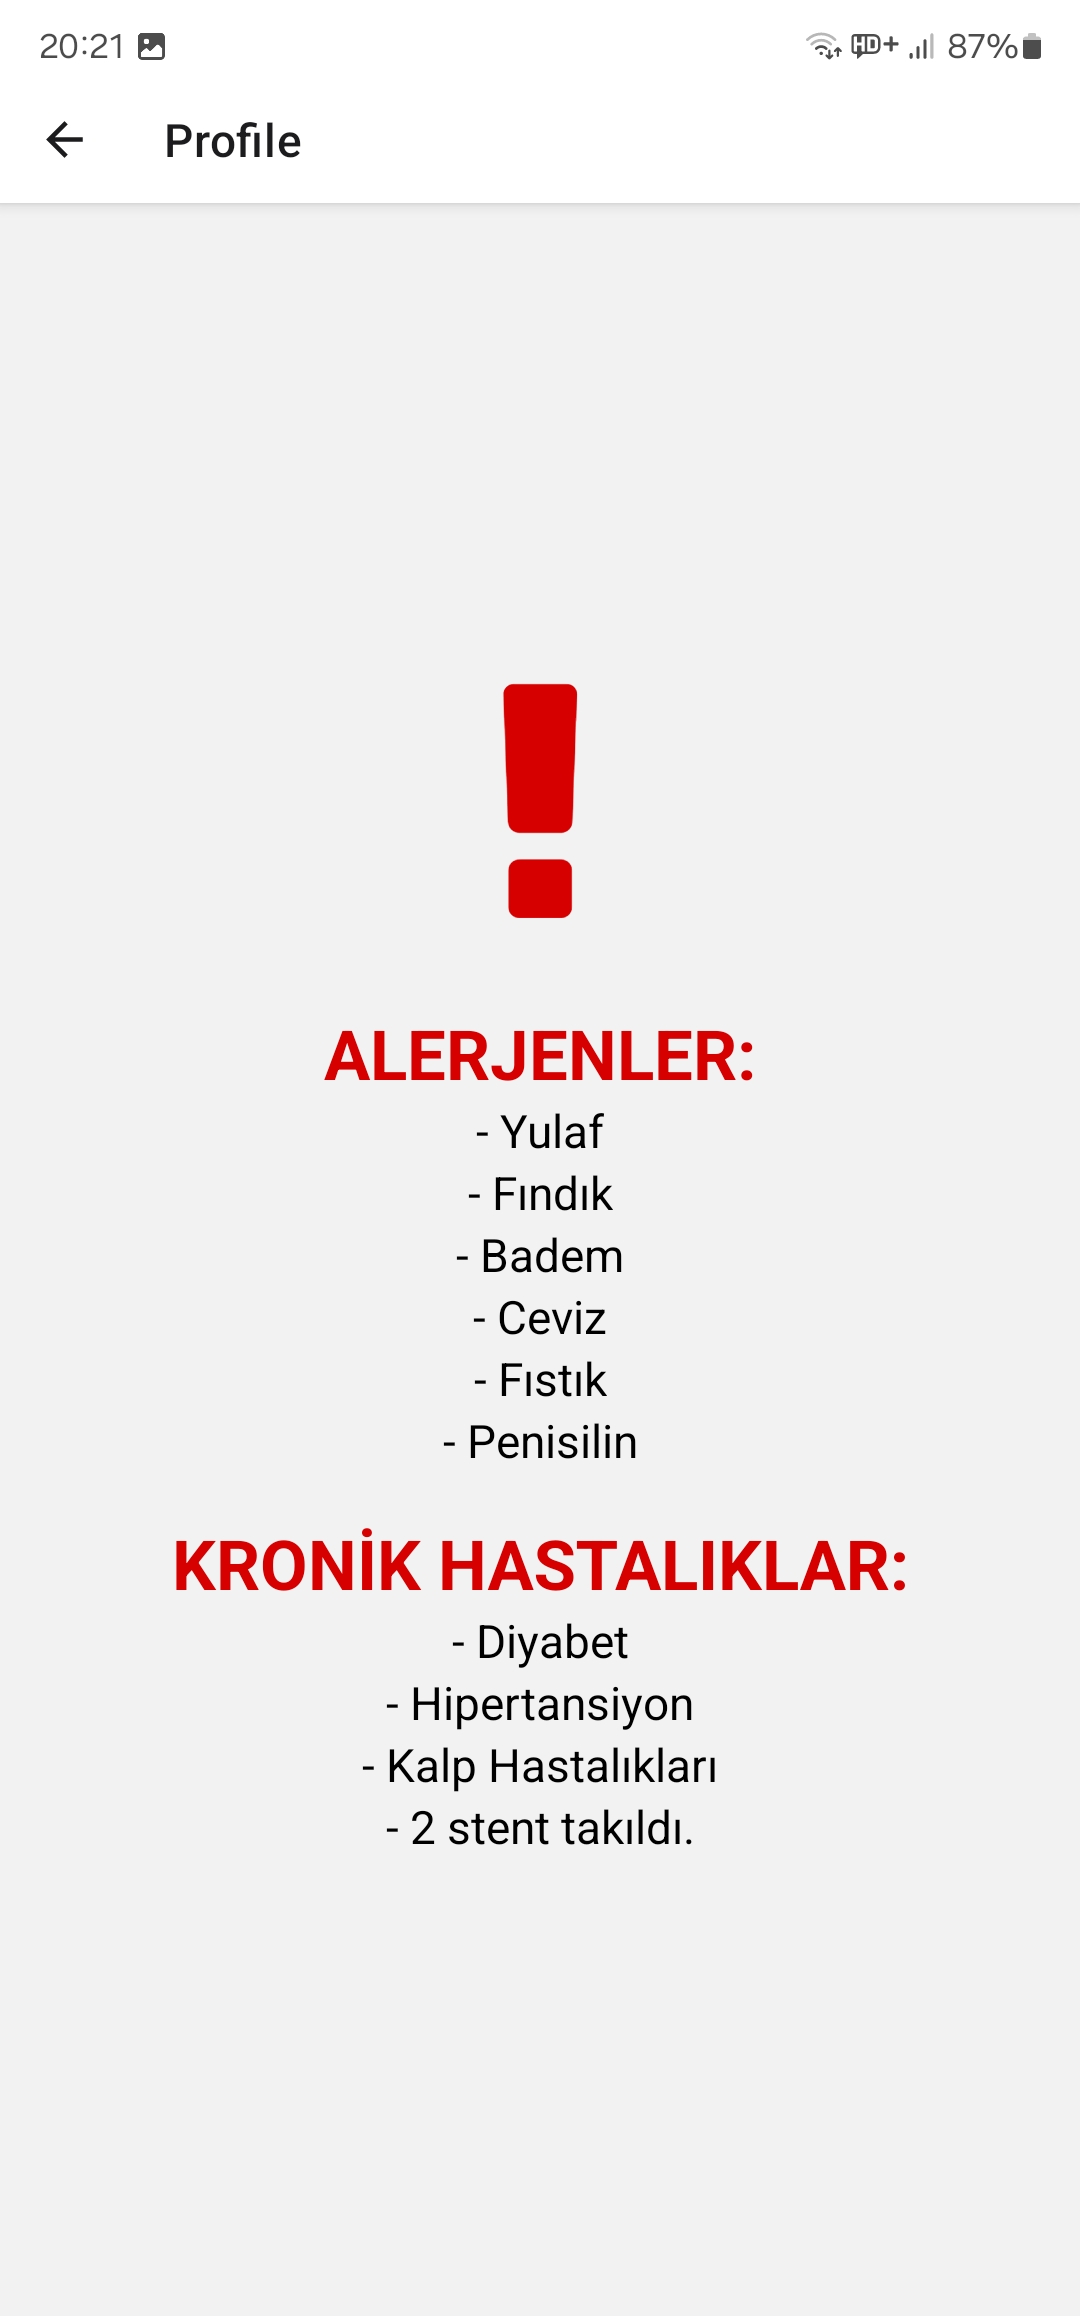 20:21 HD+ 87%
Profile
ALERJENLER:
- Yulaf
- Fındık
- Badem
- Ceviz
- Fıstık
- Penisilin
KRONİK HASTALIKLAR:
- Diyabet
- Hipertansiyon
- Kalp Hastalıkları
- 2 stent takıldı.